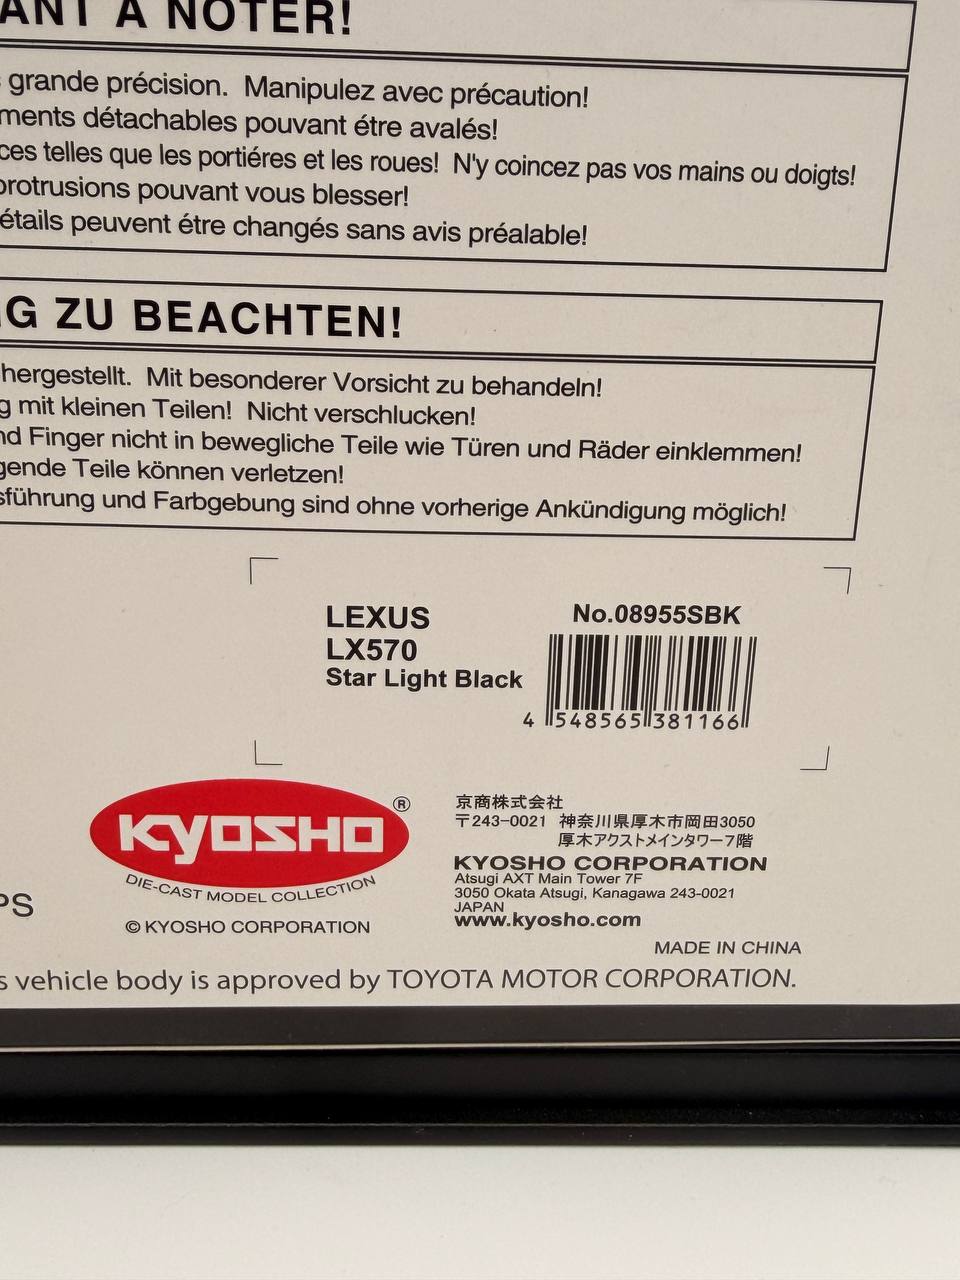 ANT À NOTER!
grande précision. Manipulez avec précaution!
ments détachables pouvant étre avalés!
ces telles que les portiéres et les roues! N'y coincez pas vos mains ou doigts!
protrusions pouvant vous blesser!
étails peuvent étre changés sans avis préalable!
G ZU BEACHTEN!
hergestellt. Mit besonderer Vorsicht zu behandeln!
g mit kleinen Teilen! Nicht verschlucken!
nd Finger nicht in bewegliche Teile wie Türen und Räder einklemmen!
gende Teile können verletzen!
sführung und Farbgebung sind ohne vorherige Ankündigung möglich!
LEXUS
LX570
Star Light Black
No.08955SBK
4 548565 381166
KYOSHO ®
DIE-CAST MODEL COLLECTION
© KYOSHO CORPORATION
PS
京商株式会社
〒243-0021 神奈川県厚木市岡田3050
厚木アクストメインタワー7階
KYOSHO CORPORATION
Atsugi AXT Main Tower 7F
3050 Okata Atsugi, Kanagawa 243-0021
JAPAN
www.kyosho.com
MADE IN CHINA
s vehicle body is approved by TOYOTA MOTOR CORPORATION.